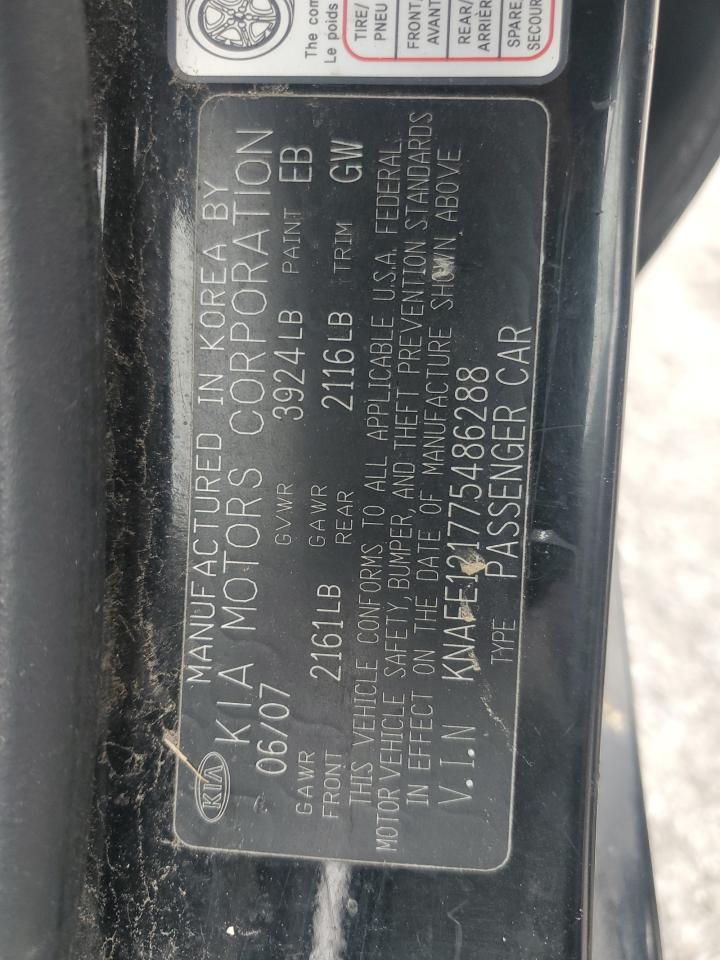 The com
Le poids
TIRE/
PNEU
FRONT/
AVANT
REAR/
ARRIÈR
SPARE
SECOUR
KIA
MANUFACTURED IN KOREA BY
KIA MOTORS CORPORATION
06/07 GVWR 3924LB PAINT EB
GAWR FRONT 2161LB GAWR REAR 2116LB TRIM GW
THIS VEHICLE CONFORMS TO ALL APPLICABLE U.S.A. FEDERAL
MOTOR VEHICLE SAFETY, BUMPER, AND THEFT PREVENTION STANDARDS
IN EFFECT ON THE DATE OF MANUFACTURE SHOWN ABOVE
V.I.N KNAFE121775486288
TYPE PASSENGER CAR